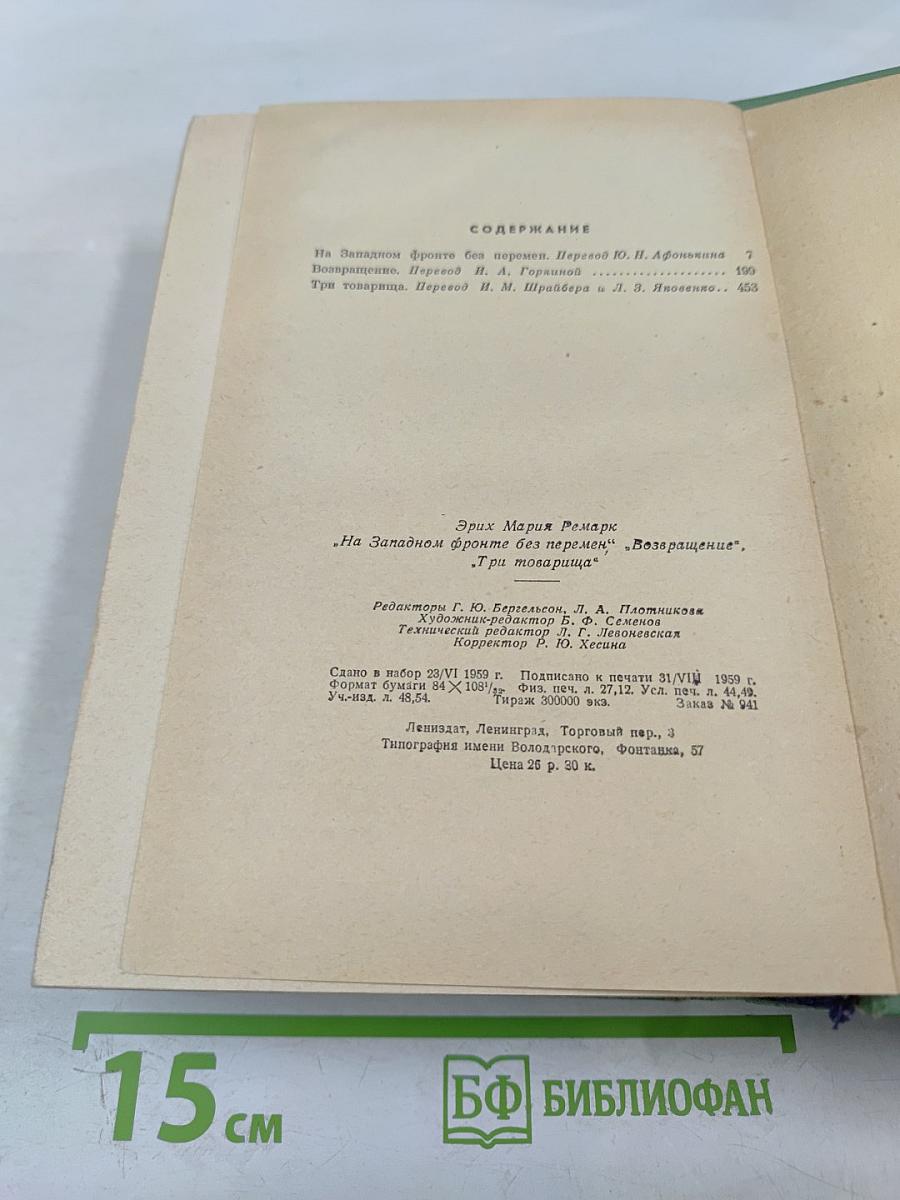 СОДЕРЖАНИЕ
На Западном фронте без перемен. Перевод Ю. Н. Афонькина 7
Возвращение. Перевод И. А. Горкиной .................... 199
Три товарища. Перевод И. М. Шрайбера и Л. З. Яковенко.. 453
Эрих Мария Ремарк
„На Западном фронте без перемен“, „Возвращение“,
„Три товарища“
Редакторы Г. Ю. Бергельсон, Л. А. Плотникова
Художник-редактор Б. Ф. Семенов
Технический редактор Л. Г. Левоневская
Корректор Р. Ю. Хесина
Сдано в набор 23/VI 1959 г. Подписано к печати 31/VIII 1959 г.
Формат бумаги 84×108¹/₃₂. Физ. печ. л. 27,12. Усл. печ. л. 44,49.
Уч.-изд. л. 48,54. Тираж 300000 экз. Заказ № 941
Лениздат, Ленинград, Торговый пер., 3
Типография имени Володарского, Фонтанка, 57
Цена 26 р. 30 к.
15 см
БФ БИБЛИОФАН